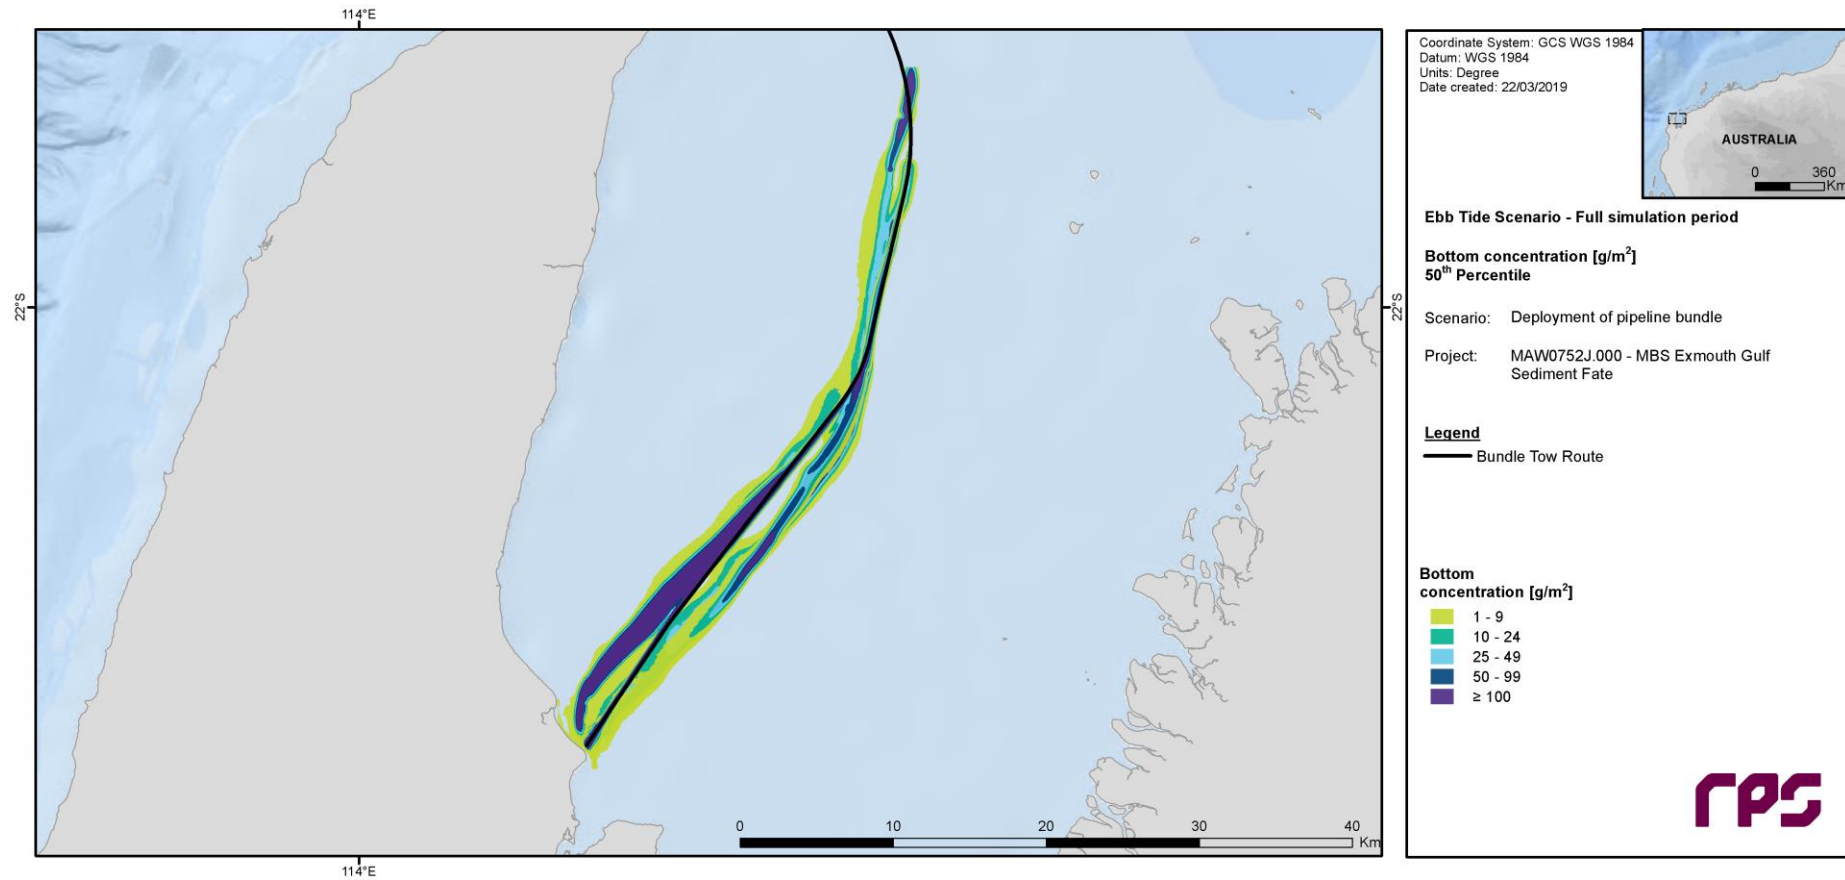 114°E
22°S
22°S
0 10 20 30 40 Km
114°E
Coordinate System: GCS WGS 1984
Datum: WGS 1984
Units: Degree
Date created: 22/03/2019
AUSTRALIA
0 360
Km
Ebb Tide Scenario - Full simulation period
Bottom concentration [g/m²]
50th Percentile
Scenario: Deployment of pipeline bundle
Project: MAW0752J.000 - MBS Exmouth Gulf
Sediment Fate
Legend
Bundle Tow Route
Bottom
concentration [g/m²]
1 - 9
10 - 24
25 - 49
50 - 99
≥ 100
rps